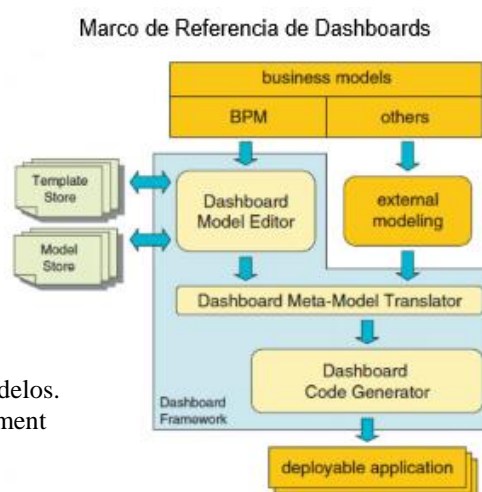 Marco de Referencia de Dashboards
business models
BPM
others
Template
Store
Dashboard
Model Editor
external
modeling
Model
Store
Dashboard Meta-Model Translator
Dashboard
Code Generator
delos.
ment
Dashboard
Framework
deployable application